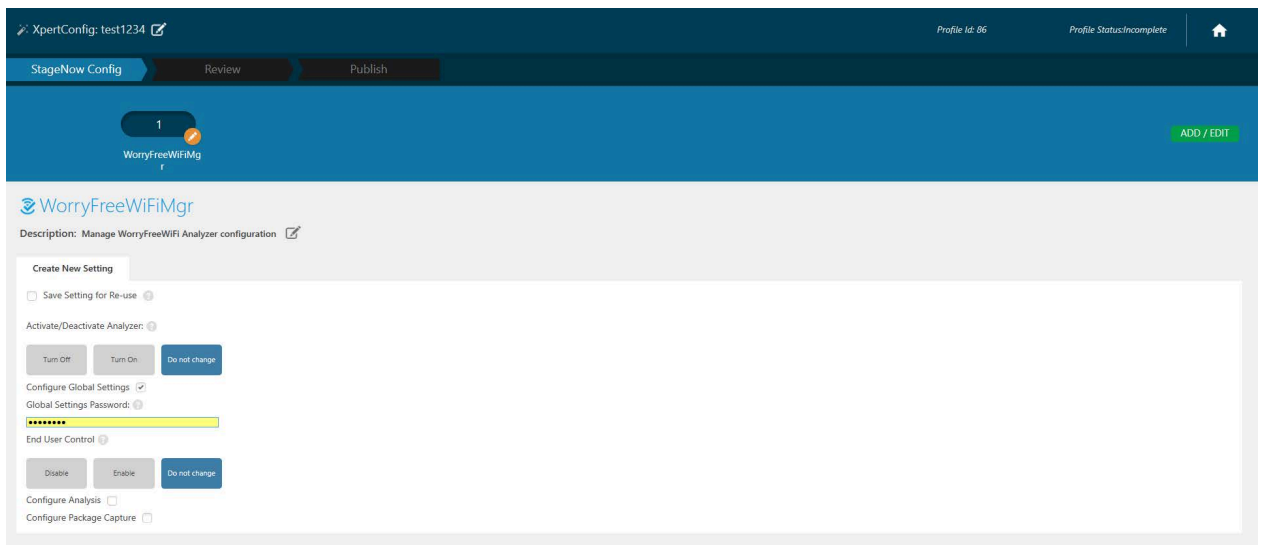 XpertConfig: test1234 Profile Id: 86 Profile Status:Incomplete
StageNow Config Review Publish
1
WorryFreeWiFiMg
r
ADD / EDIT
WorryFreeWiFiMgr
Description: Manage WorryFreeWiFi Analyzer configuration
Create New Setting
Save Setting for Re-use ?
Activate/Deactivate Analyzer: ?
Turn Off Turn On Do not change
Configure Global Settings
Global Settings Password: ?
••••••••
End User Control ?
Disable Enable Do not change
Configure Analysis
Configure Package Capture